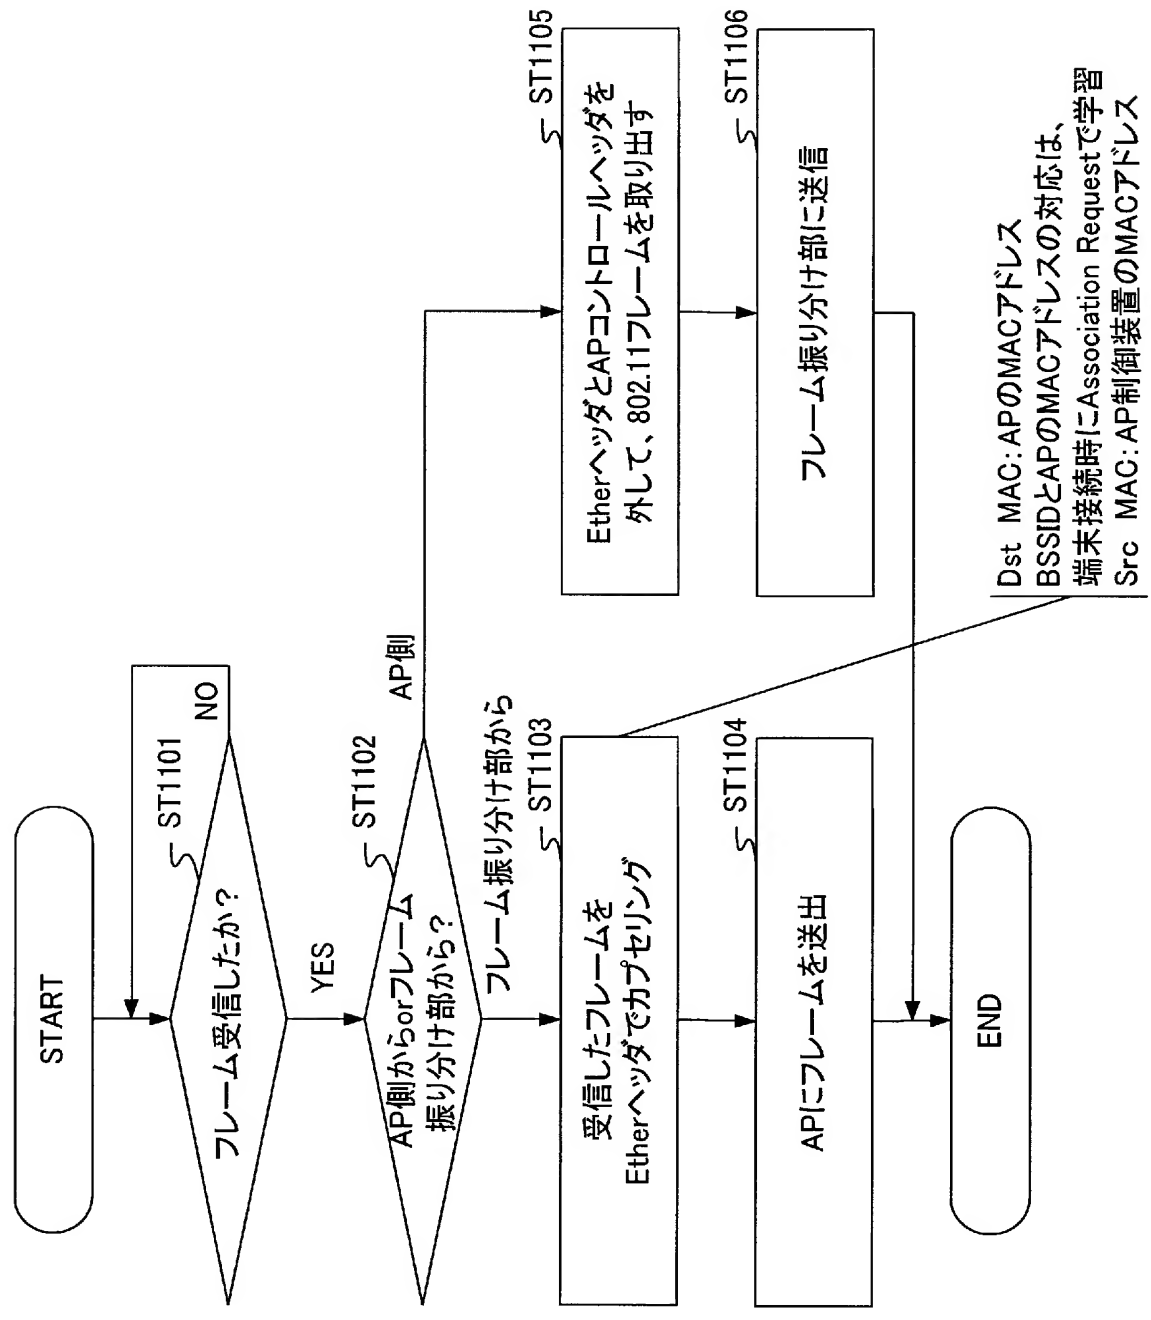 START
フレーム受信したか？
ST1101
NO
YES
AP側からorフレーム
振り分け部から？
ST1102
AP側
フレーム振り分け部から
受信したフレームを
Etherヘッダでカプセリング
ST1103
APにフレームを送出
ST1104
EtherヘッダとAPコントロールヘッダを
外して、802.11フレームを取り出す
ST1105
フレーム振り分け部に送信
ST1106
END
Dst MAC：APのMACアドレス
BSSIDとAPのMACアドレスの対応は、
端末接続時にAssociation Requestで学習
Src MAC：AP制御装置のMACアドレス